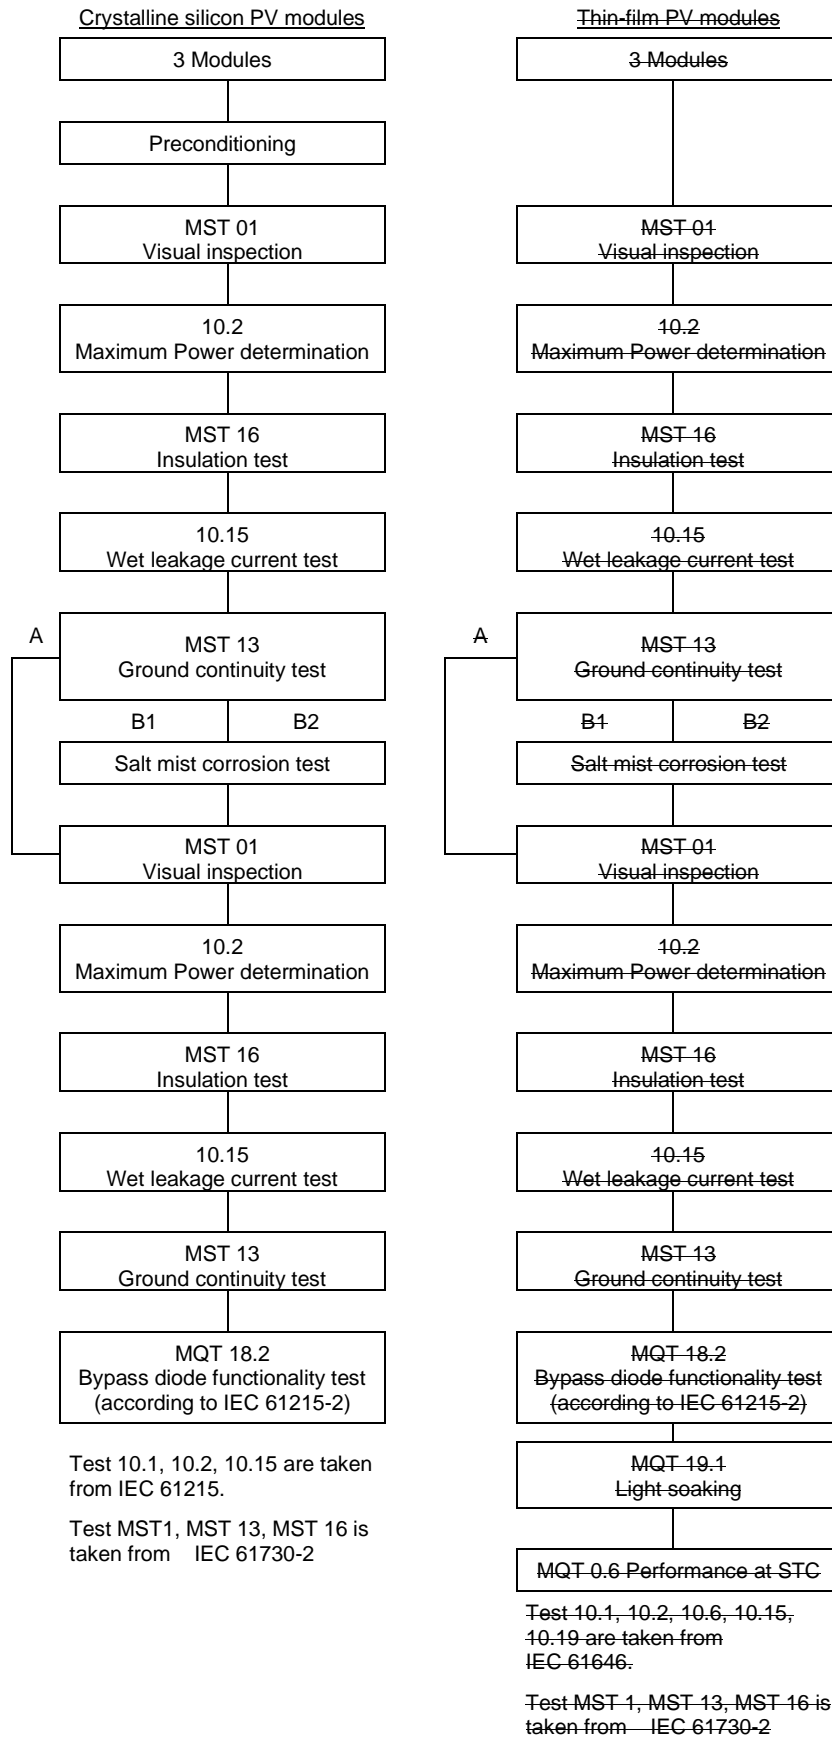 Crystalline silicon PV modules
3 Modules
Preconditioning
MST 01
Visual inspection
10.2
Maximum Power determination
MST 16
Insulation test
10.15
Wet leakage current test
A
MST 13
Ground continuity test
B1
B2
Salt mist corrosion test
MST 01
Visual inspection
10.2
Maximum Power determination
MST 16
Insulation test
10.15
Wet leakage current test
MST 13
Ground continuity test
MQT 18.2
Bypass diode functionality test
(according to IEC 61215-2)
Test 10.1, 10.2, 10.15 are taken
from IEC 61215.
Test MST1, MST 13, MST 16 is
taken from IEC 61730-2
Thin-film PV modules
3 Modules
MST 01
Visual inspection
10.2
Maximum Power determination
MST 16
Insulation test
10.15
Wet leakage current test
A
MST 13
Ground continuity test
B1
B2
Salt mist corrosion test
MST 01
Visual inspection
10.2
Maximum Power determination
MST 16
Insulation test
10.15
Wet leakage current test
MST 13
Ground continuity test
MQT 18.2
Bypass diode functionality test
(according to IEC 61215-2)
MQT 19.1
Light soaking
MQT 0.6 Performance at STC
Test 10.1, 10.2, 10.6, 10.15,
10.19 are taken from
IEC 61646.
Test MST 1, MST 13, MST 16 is
taken from IEC 61730-2